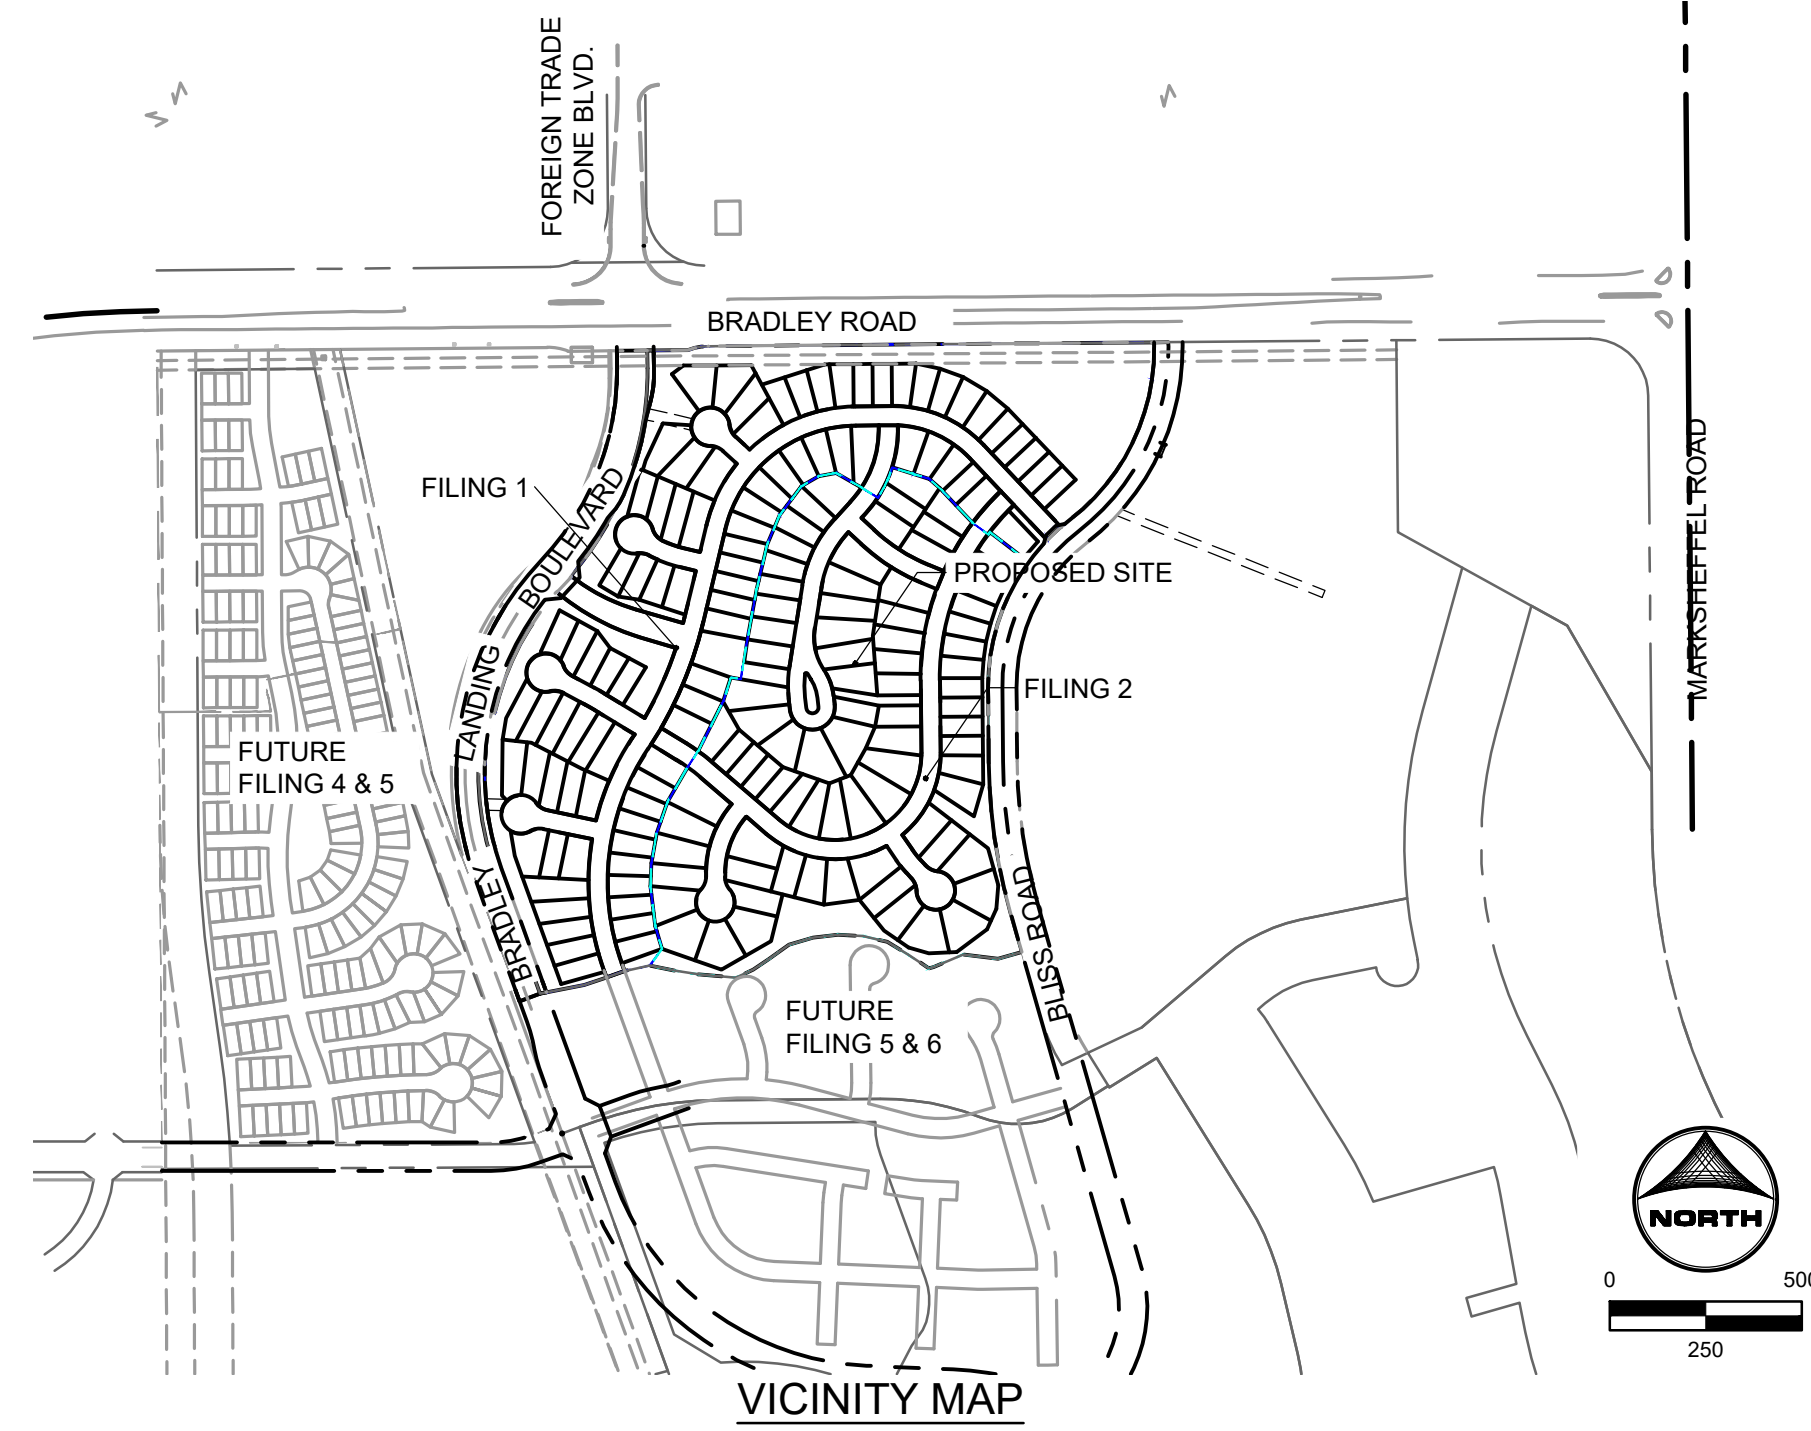 FOREIGN TRADE
ZONE BLVD.
BRADLEY ROAD
MARKSHEFFEL ROAD
FILING 1
BRADLEY LANDING BOULEVARD
PROPOSED SITE
FILING 2
FUTURE
FILING 4 & 5
BLISS ROAD
FUTURE
FILING 5 & 6
NORTH
0 500
250
VICINITY MAP